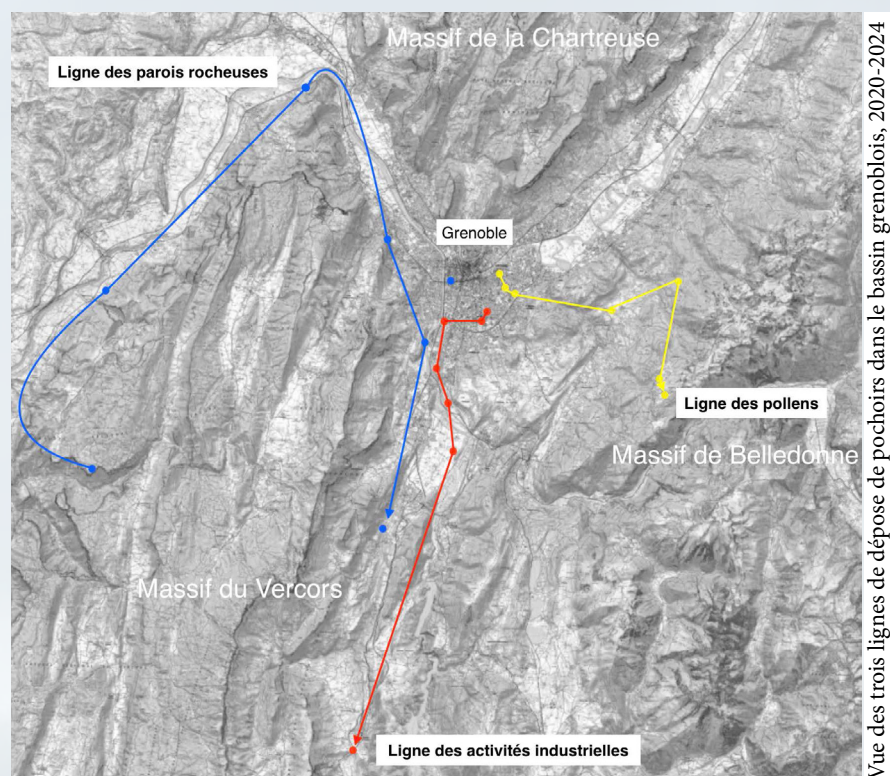 Massif de la Chartreuse
Ligne des parois rocheuses
Grenoble
Ligne des pollens
Massif de Belledonne
Massif du Vercors
Ligne des activités industrielles
Vue des trois lignes de dépose de pochoirs dans le bassin grenoblois, 2020-2024